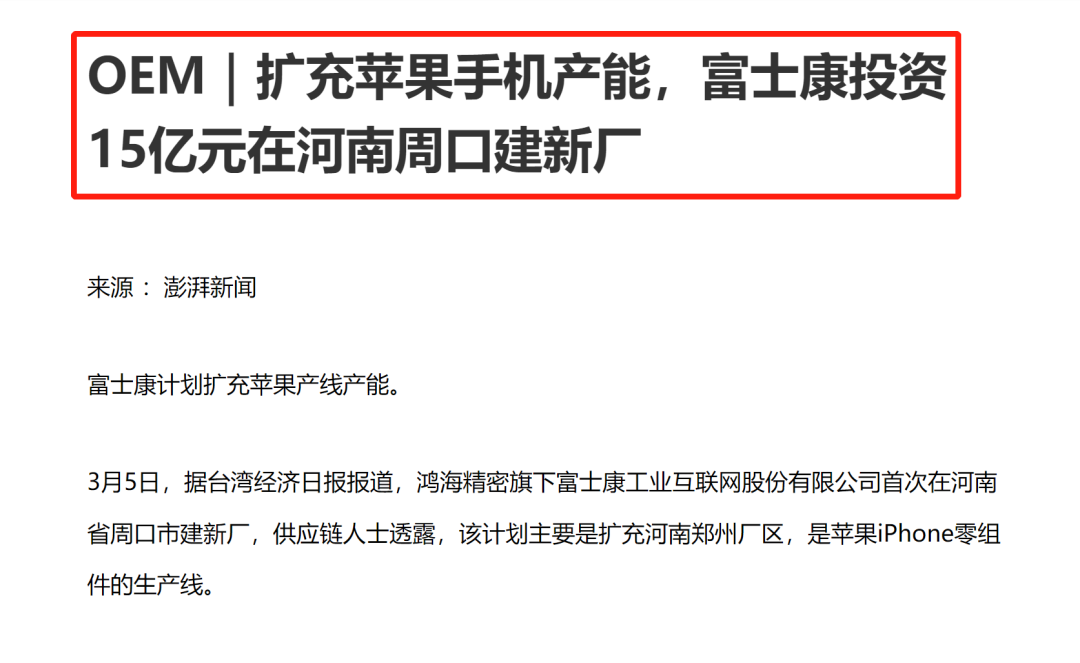 OEM｜扩充苹果手机产能，富士康投资
15亿元在河南周口建新厂
来源 ：澎湃新闻
富士康计划扩充苹果产线产能。
3月5日，据台湾经济日报报道，鸿海精密旗下富士康工业互联网股份有限公司首次在河南
省周口市建新厂，供应链人士透露，该计划主要是扩充河南郑州厂区，是苹果iPhone零组
件的生产线。